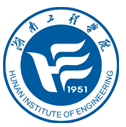 湖南工程学院
1951
HUNAN INSTITUTE OF ENGINEERING